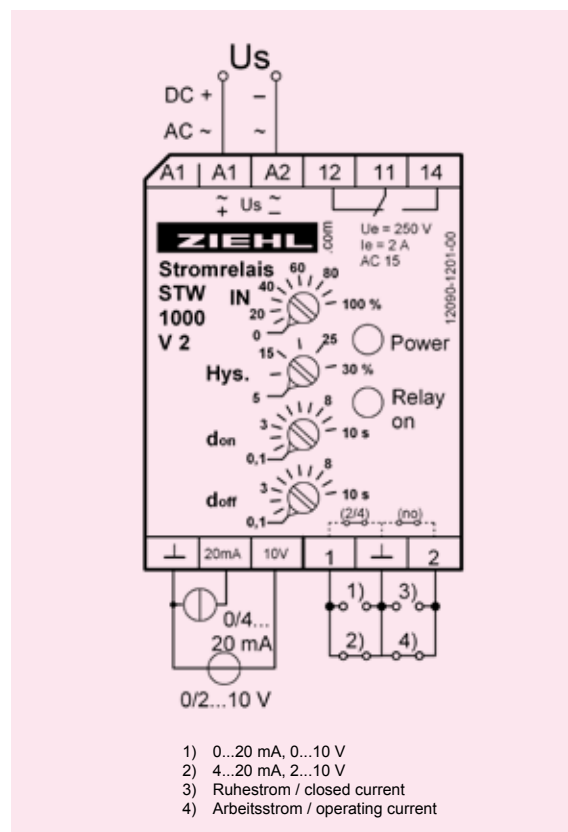 Us
DC + –
AC ~ ~
A1 A1 A2 12 11 14
~ + Us ~ –
ZIEHL .com
Ue = 250 V
Ie = 2 A
AC 15
12090-1201-00
Stromrelais
STW
1000
V 2
IN 0 20 40 60 80 100 %
Power
Hys. 5 15 25 30 %
Relay
on
don 0,1 3 8 10 s
doff 0,1 3 8 10 s
(2/4) (no)
⊥ 20mA 10V 1 ⊥ 2
1) 3)
0/4...
20 mA
2) 4)
0/2...10 V
1) 0...20 mA, 0...10 V
2) 4...20 mA, 2...10 V
3) Ruhestrom / closed current
4) Arbeitsstrom / operating current